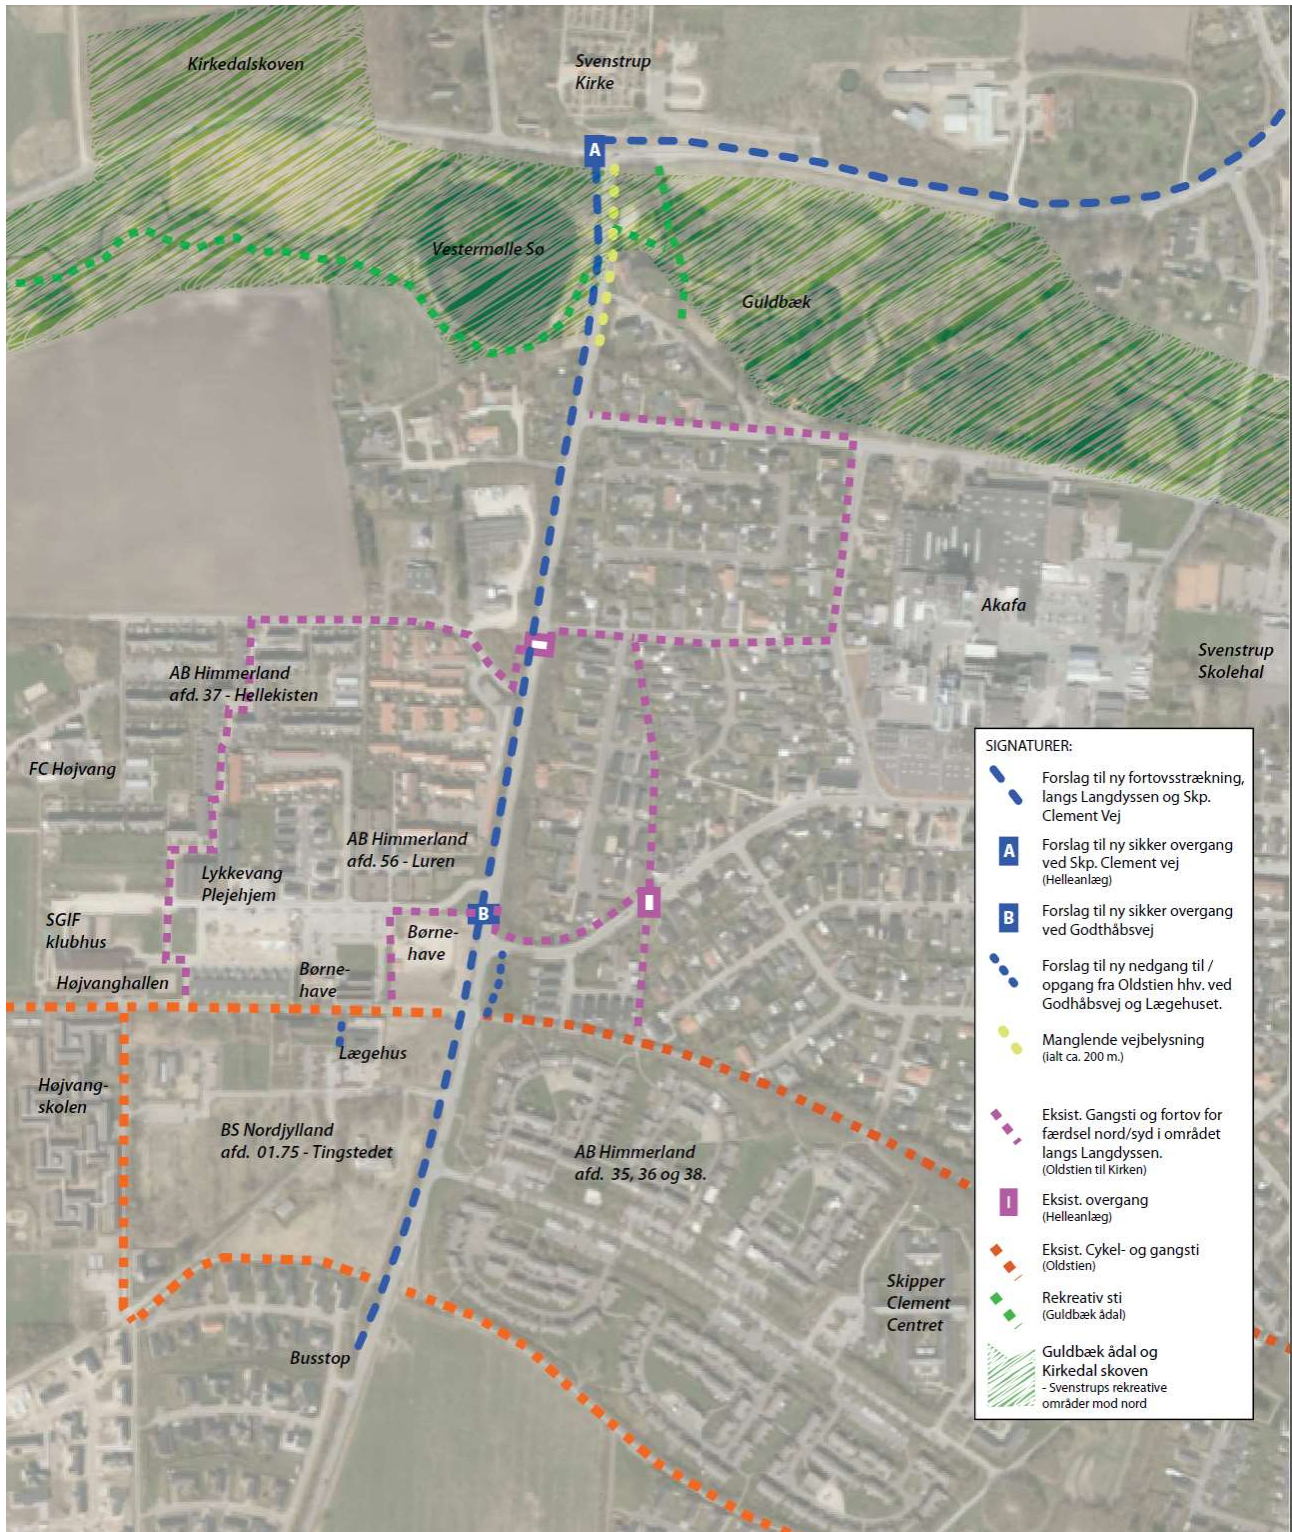 Kirkedalskoven
Svenstrup
Kirke
A
Vestermølle Sø
Guldbæk
Akafa
Svenstrup
Skolehal
AB Himmerland
afd. 37 - Hellekisten
FC Højvang
AB Himmerland
afd. 56 - Luren
Lykkevang
Plejehjem
B
SGIF
klubhus
Børne-
have
Højvanghallen
Børne-
have
Lægehus
Højvang-
skolen
BS Nordjylland
afd. 01.75 - Tingstedet
AB Himmerland
afd. 35, 36 og 38.
Skipper
Clement
Centret
Busstop
SIGNATURER:
Forslag til ny fortovsstrækning,
langs Langdyssen og Skp.
Clement Vej
A
Forslag til ny sikker overgang
ved Skp. Clement vej
(Helleanlæg)
B
Forslag til ny sikker overgang
ved Godthåbsvej
Forslag til ny nedgang til /
opgang fra Oldstien hhv. ved
Godhåbsvej og Lægehuset.
Manglende vejbelysning
(ialt ca. 200 m.)
Eksist. Gangsti og fortov for
færdsel nord/syd i området
langs Langdyssen.
(Oldstien til Kirken)
I
Eksist. overgang
(Helleanlæg)
Eksist. Cykel- og gangsti
(Oldstien)
Rekreativ sti
(Guldbæk ådal)
Guldbæk ådal og
Kirkedal skoven
- Svenstrups rekreative
områder mod nord